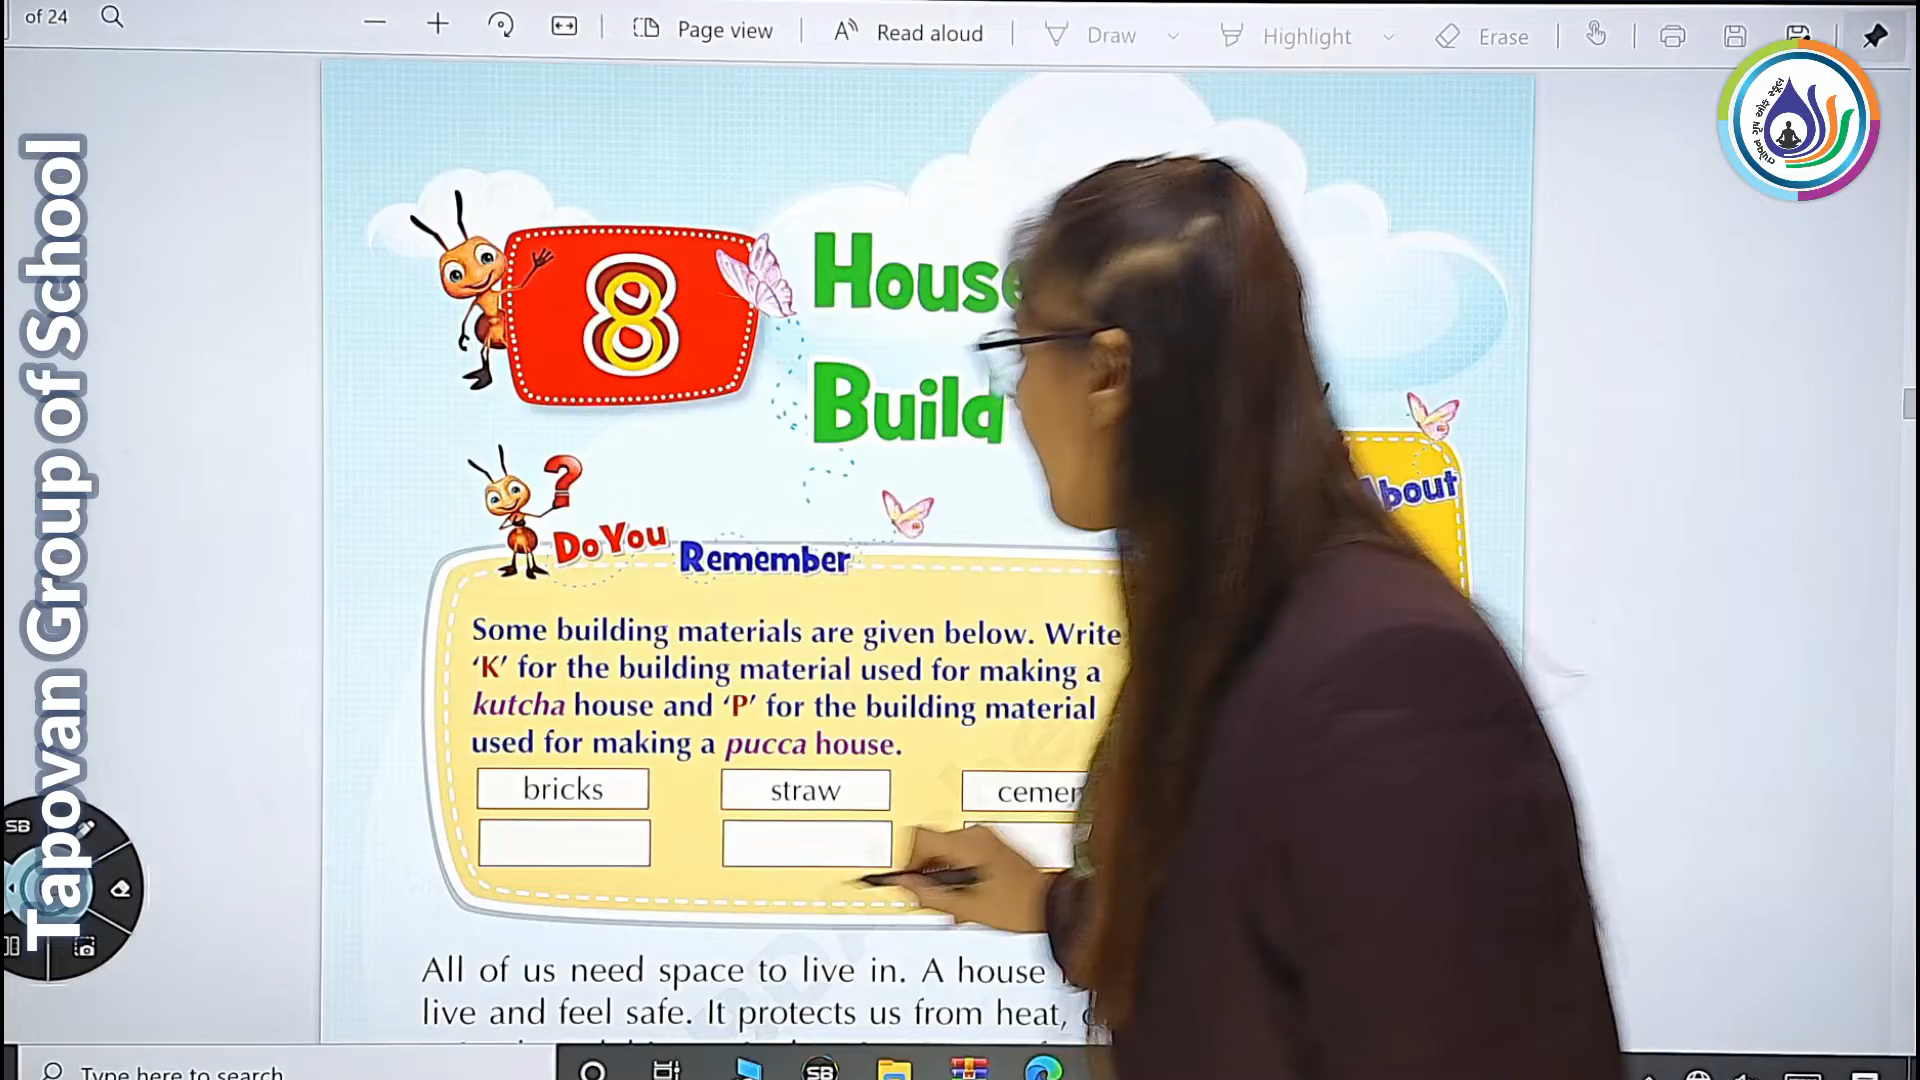 of 24
Page view
Read aloud
Draw
Highlight
Erase
Tapovan Group of School
8
House
Build
About
?
Do You Remember
Some building materials are given below. Write
‘K’ for the building material used for making a
kutcha house and ‘P’ for the building material
used for making a pucca house.
bricks
straw
All of us need space to live in. A house
live and feel safe. It protects us from heat,
SB
Type here to search
SB